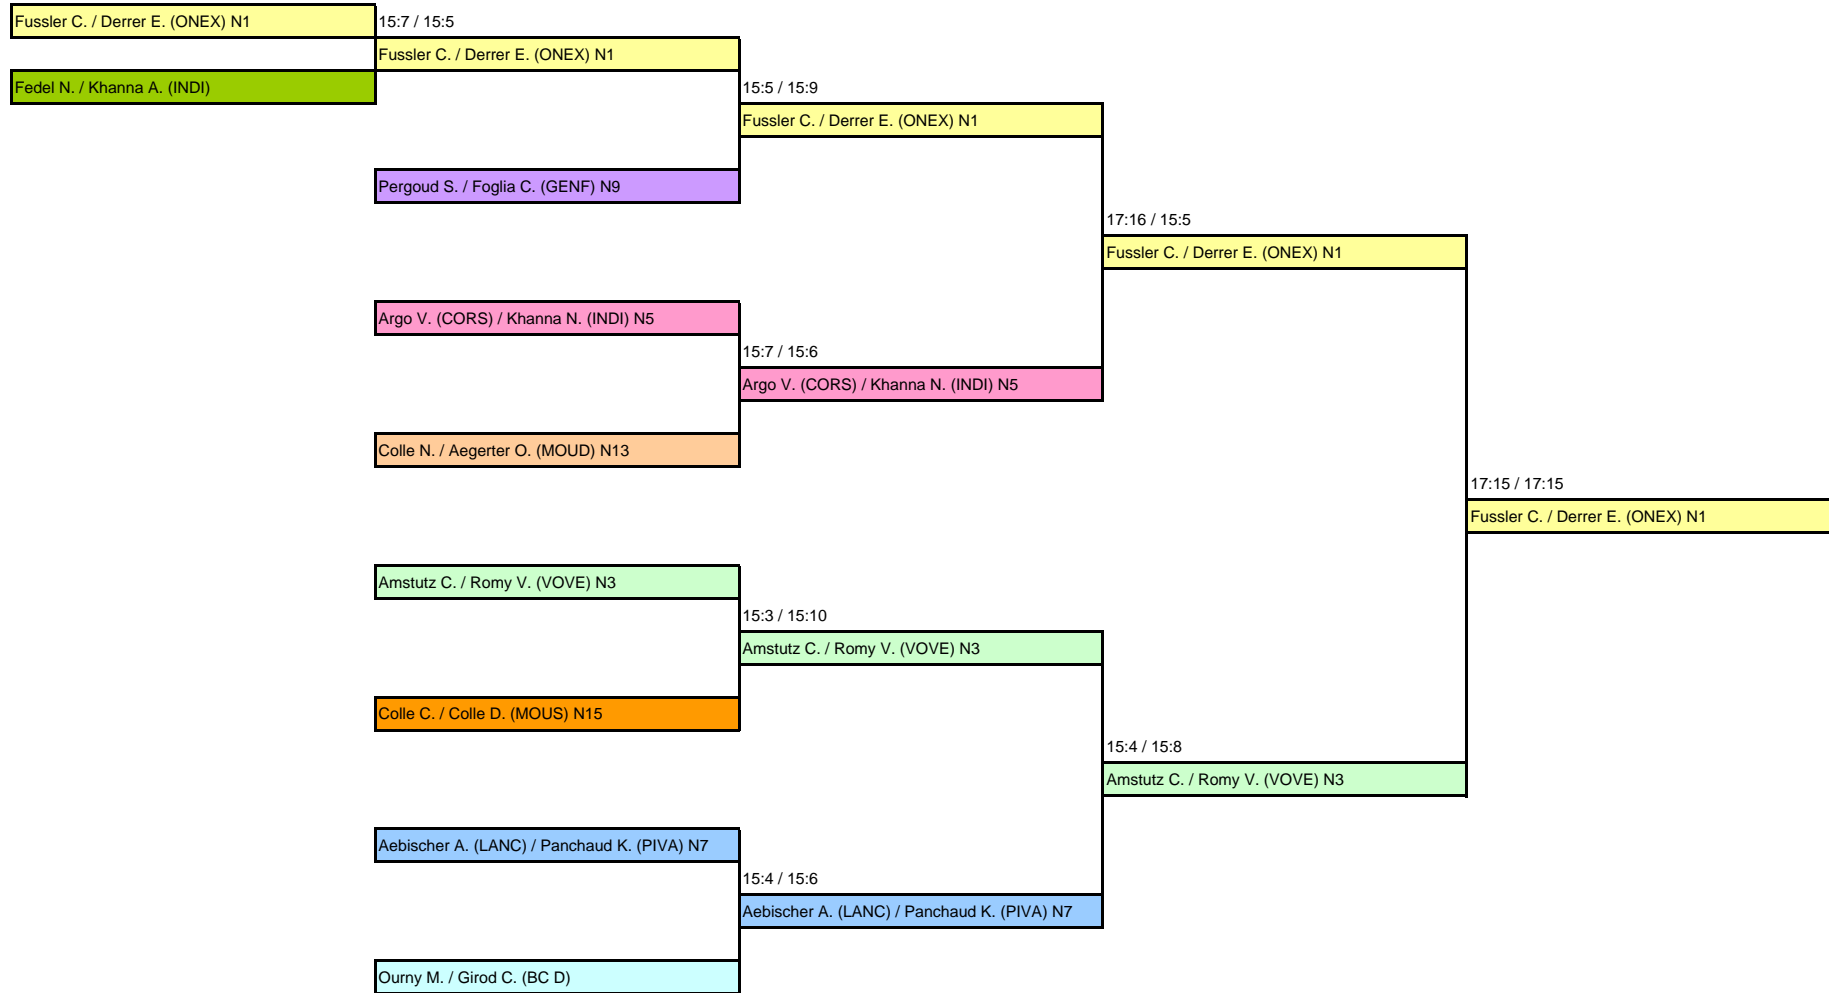 Fussler C. / Derrer E. (ONEX) N1
15:7 / 15:5
Fussler C. / Derrer E. (ONEX) N1
Fedel N. / Khanna A. (INDI)
15:5 / 15:9
Fussler C. / Derrer E. (ONEX) N1
Pergoud S. / Foglia C. (GENF) N9
17:16 / 15:5
Fussler C. / Derrer E. (ONEX) N1
Argo V. (CORS) / Khanna N. (INDI) N5
15:7 / 15:6
Argo V. (CORS) / Khanna N. (INDI) N5
Colle N. / Aegerter O. (MOUD) N13
17:15 / 17:15
Fussler C. / Derrer E. (ONEX) N1
Amstutz C. / Romy V. (VOVE) N3
15:3 / 15:10
Amstutz C. / Romy V. (VOVE) N3
Colle C. / Colle D. (MOUS) N15
15:4 / 15:8
Amstutz C. / Romy V. (VOVE) N3
Aebischer A. (LANC) / Panchaud K. (PIVA) N7
15:4 / 15:6
Aebischer A. (LANC) / Panchaud K. (PIVA) N7
Ourny M. / Girod C. (BC D)